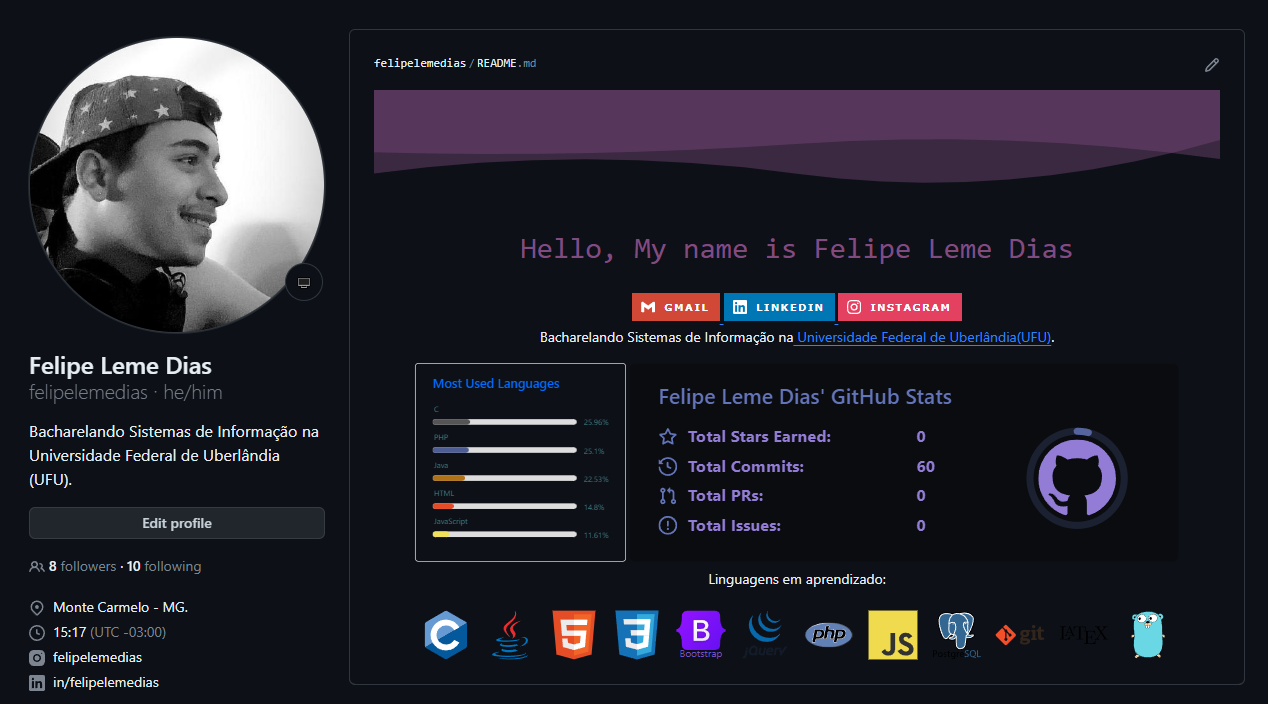 Felipe Leme Dias
felipelemedias · he/him
Bacharelando Sistemas de Informação na
Universidade Federal de Uberlândia
(UFU).
Edit profile
8 followers · 10 following
Monte Carmelo - MG.
15:17 (UTC -03:00)
felipelemedias
in/felipelemedias
felipelemedias/README.md
Hello, My name is Felipe Leme Dias
GMAIL LINKEDIN INSTAGRAM
Bacharelando Sistemas de Informação na Universidade Federal de Uberlândia(UFU).
Most Used Languages
C
25.96%
PHP
25.1%
Java
22.53%
HTML
14.8%
JavaScript
11.61%
Felipe Leme Dias' GitHub Stats
Total Stars Earned: 0
Total Commits: 60
Total PRs: 0
Total Issues: 0
Linguagens em aprendizado:
C 5 3 B Bootstrap jQuery php JS PostgreSQL git LATEX